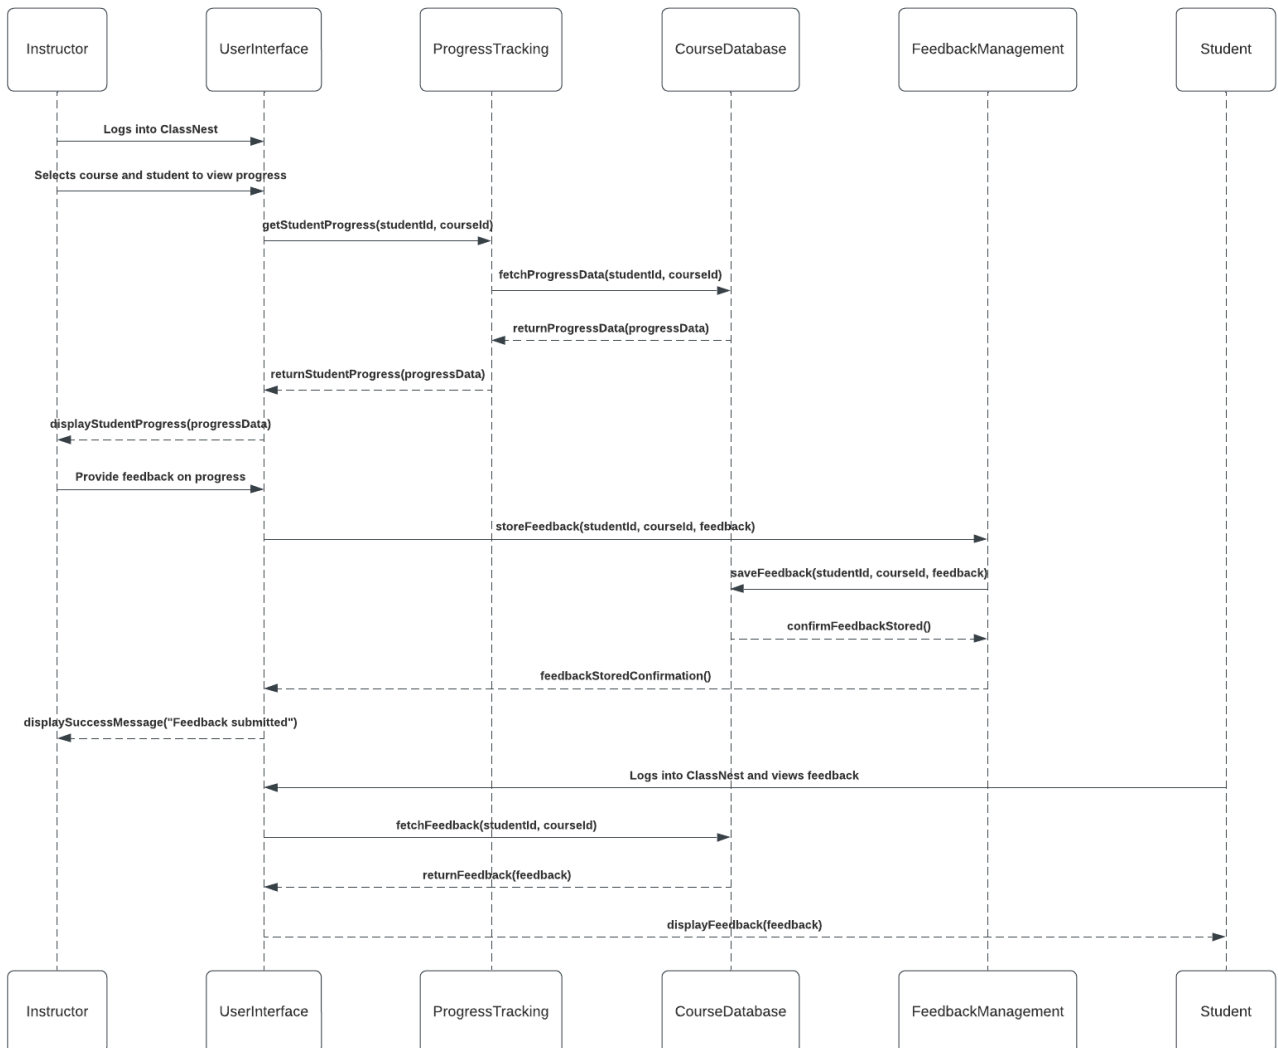 Instructor
UserInterface
ProgressTracking
CourseDatabase
FeedbackManagement
Student
Logs into ClassNest
Selects course and student to view progress
getStudentProgress(studentId, courseId)
fetchProgressData(studentId, courseId)
returnProgressData(progressData)
returnStudentProgress(progressData)
displayStudentProgress(progressData)
Provide feedback on progress
storeFeedback(studentId, courseId, feedback)
saveFeedback(studentId, courseId, feedback)
confirmFeedbackStored()
feedbackStoredConfirmation()
displaySuccessMessage("Feedback submitted")
Logs into ClassNest and views feedback
fetchFeedback(studentId, courseId)
returnFeedback(feedback)
displayFeedback(feedback)
Instructor
UserInterface
ProgressTracking
CourseDatabase
FeedbackManagement
Student